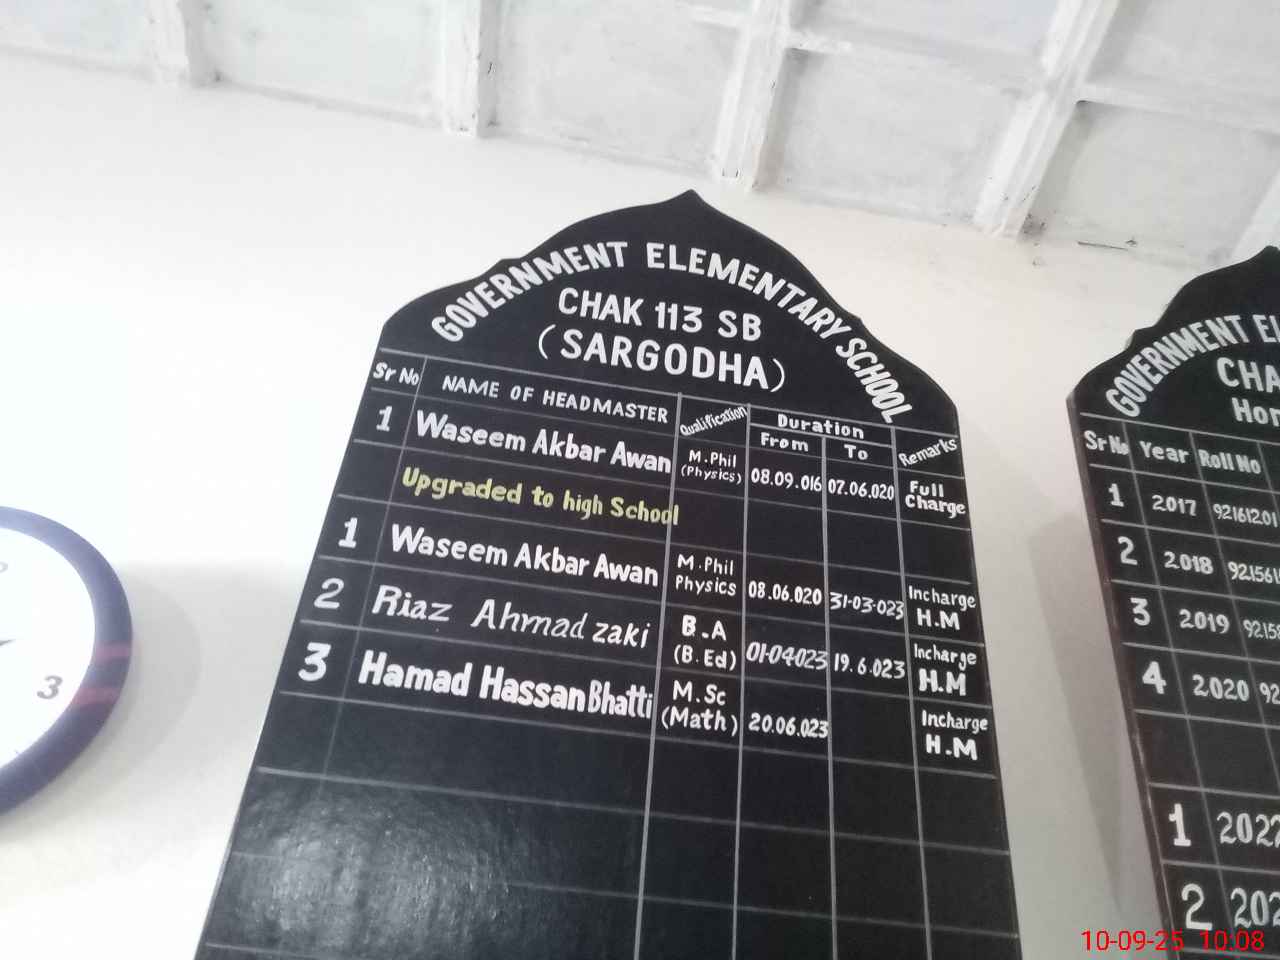 GOVERNMENT ELEMENTARY SCHOOL
CHAK 113 SB
(SARGODHA)
Sr No NAME OF HEADMASTER Qualification Duration From To Remarks
1 Waseem Akbar Awan M.Phil (Physics) 08.09.016 07.06.020 Full Charge
Upgraded to high School
1 Waseem Akbar Awan M.Phil Physics 08.06.020 31-03-023 Incharge H.M
2 Riaz Ahmad zaki B.A (B.Ed) 01-04023 19.6.023 Incharge H.M
3 Hamad Hassan Bhatti M.Sc (Math) 20.06.023 Incharge H.M
GOVERNMENT
CHA
Hon
Sr No Year Roll No
1 2017
2 2018
3 2019
4 2020
1 2022
2
3
10-09-25 10:08